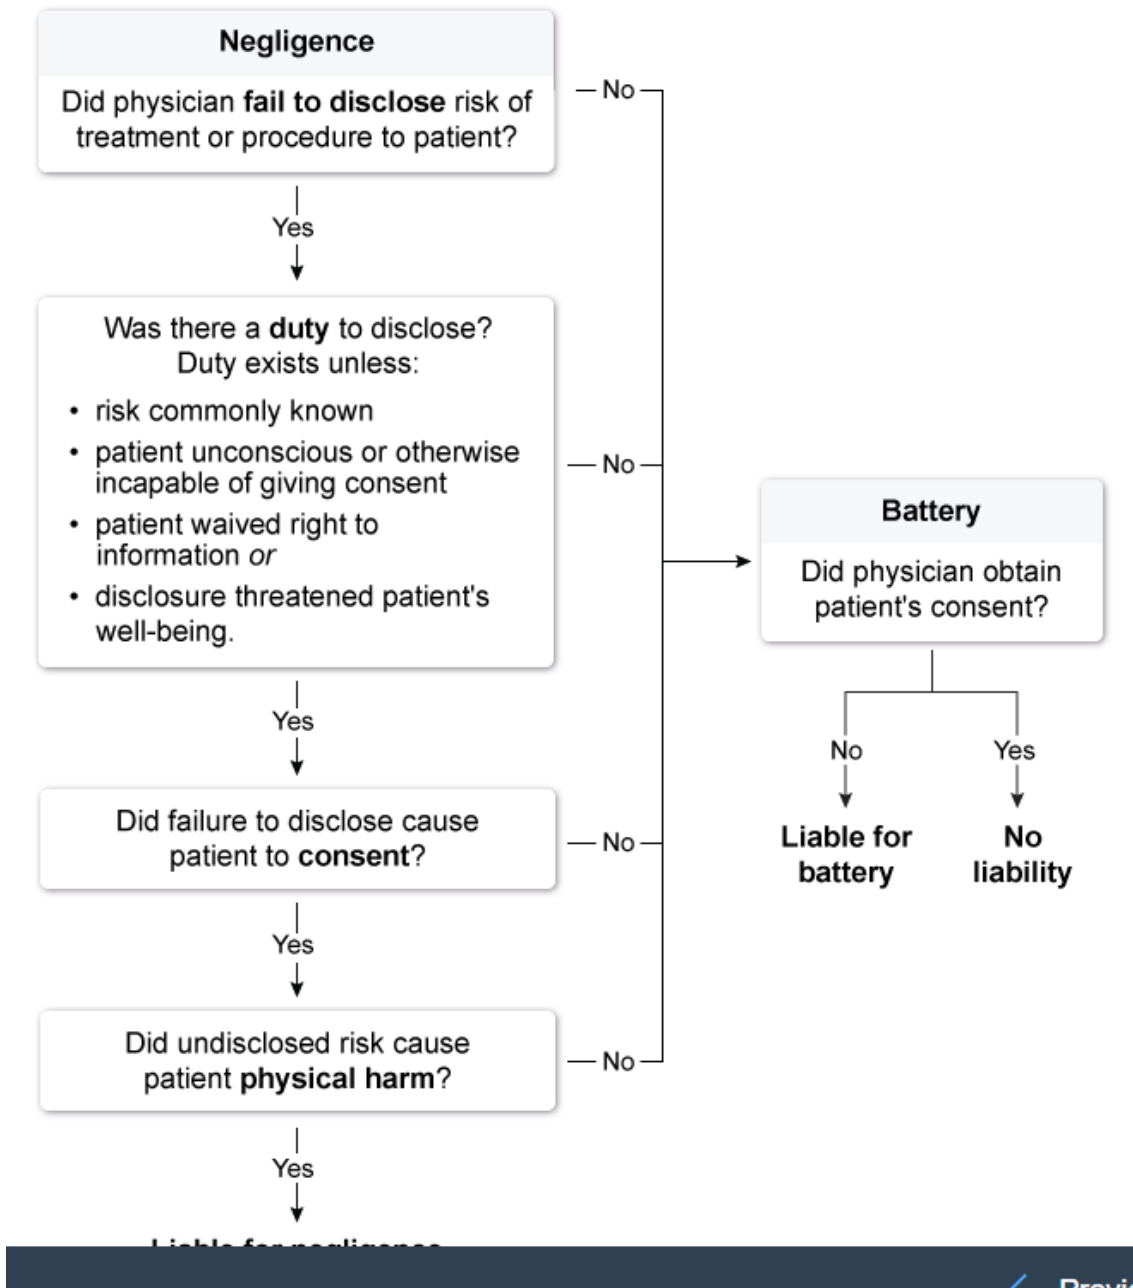 Negligence
Did physician fail to disclose risk of
treatment or procedure to patient?
No
Yes
Was there a duty to disclose?
Duty exists unless:
• risk commonly known
• patient unconscious or otherwise
incapable of giving consent
• patient waived right to
information or
• disclosure threatened patient's
well-being.
No
Yes
Did failure to disclose cause
patient to consent?
No
Yes
Did undisclosed risk cause
patient physical harm?
No
Yes
Liable for negligence
Battery
Did physician obtain
patient's consent?
No
Yes
Liable for
battery
No
liability